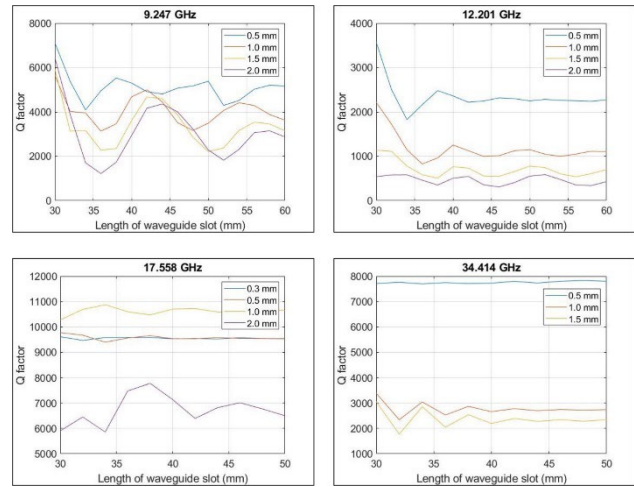 9.247 GHz
8000
6000
4000
2000
0
Q factor
0.5 mm
1.0 mm
1.5 mm
2.0 mm
30 35 40 45 50 55 60
Length of waveguide slot (mm)
12.201 GHz
4000
3000
2000
1000
0
Q factor
0.5 mm
1.0 mm
1.5 mm
2.0 mm
30 35 40 45 50 55 60
Length of waveguide slot (mm)
17.558 GHz
12000
11000
10000
9000
8000
7000
6000
5000
Q factor
0.3 mm
0.5 mm
1.0 mm
2.0 mm
30 35 40 45 50
Length of waveguide slot (mm)
34.414 GHz
8000
7000
6000
5000
4000
3000
2000
1000
Q factor
0.5 mm
1.0 mm
1.5 mm
30 35 40 45 50
Length of waveguide slot (mm)